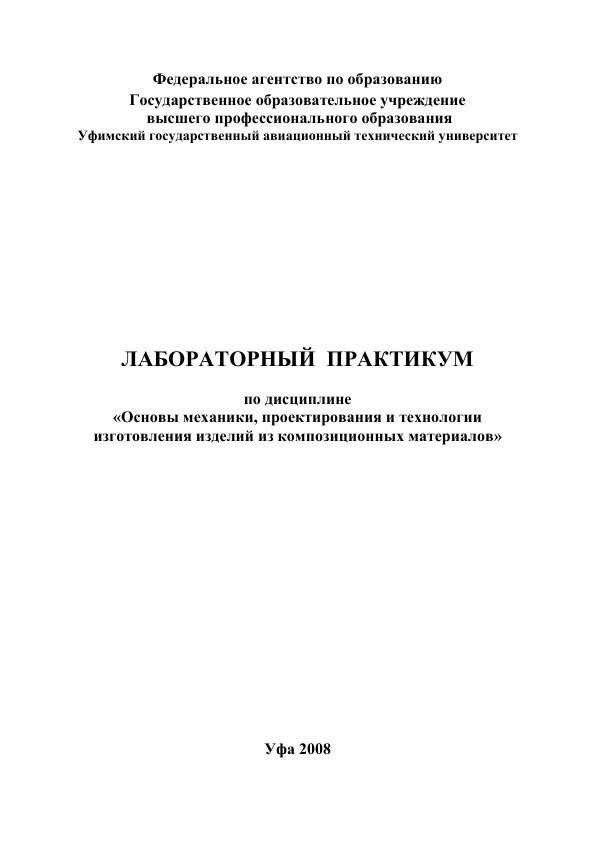 Федеральное агентство по образованию
Государственное образовательное учреждение
высшего профессионального образования
Уфимский государственный авиационный технический университет
ЛАБОРАТОРНЫЙ ПРАКТИКУМ
по дисциплине
«Основы механики, проектирования и технологии
изготовления изделий из композиционных материалов»
Уфа 2008